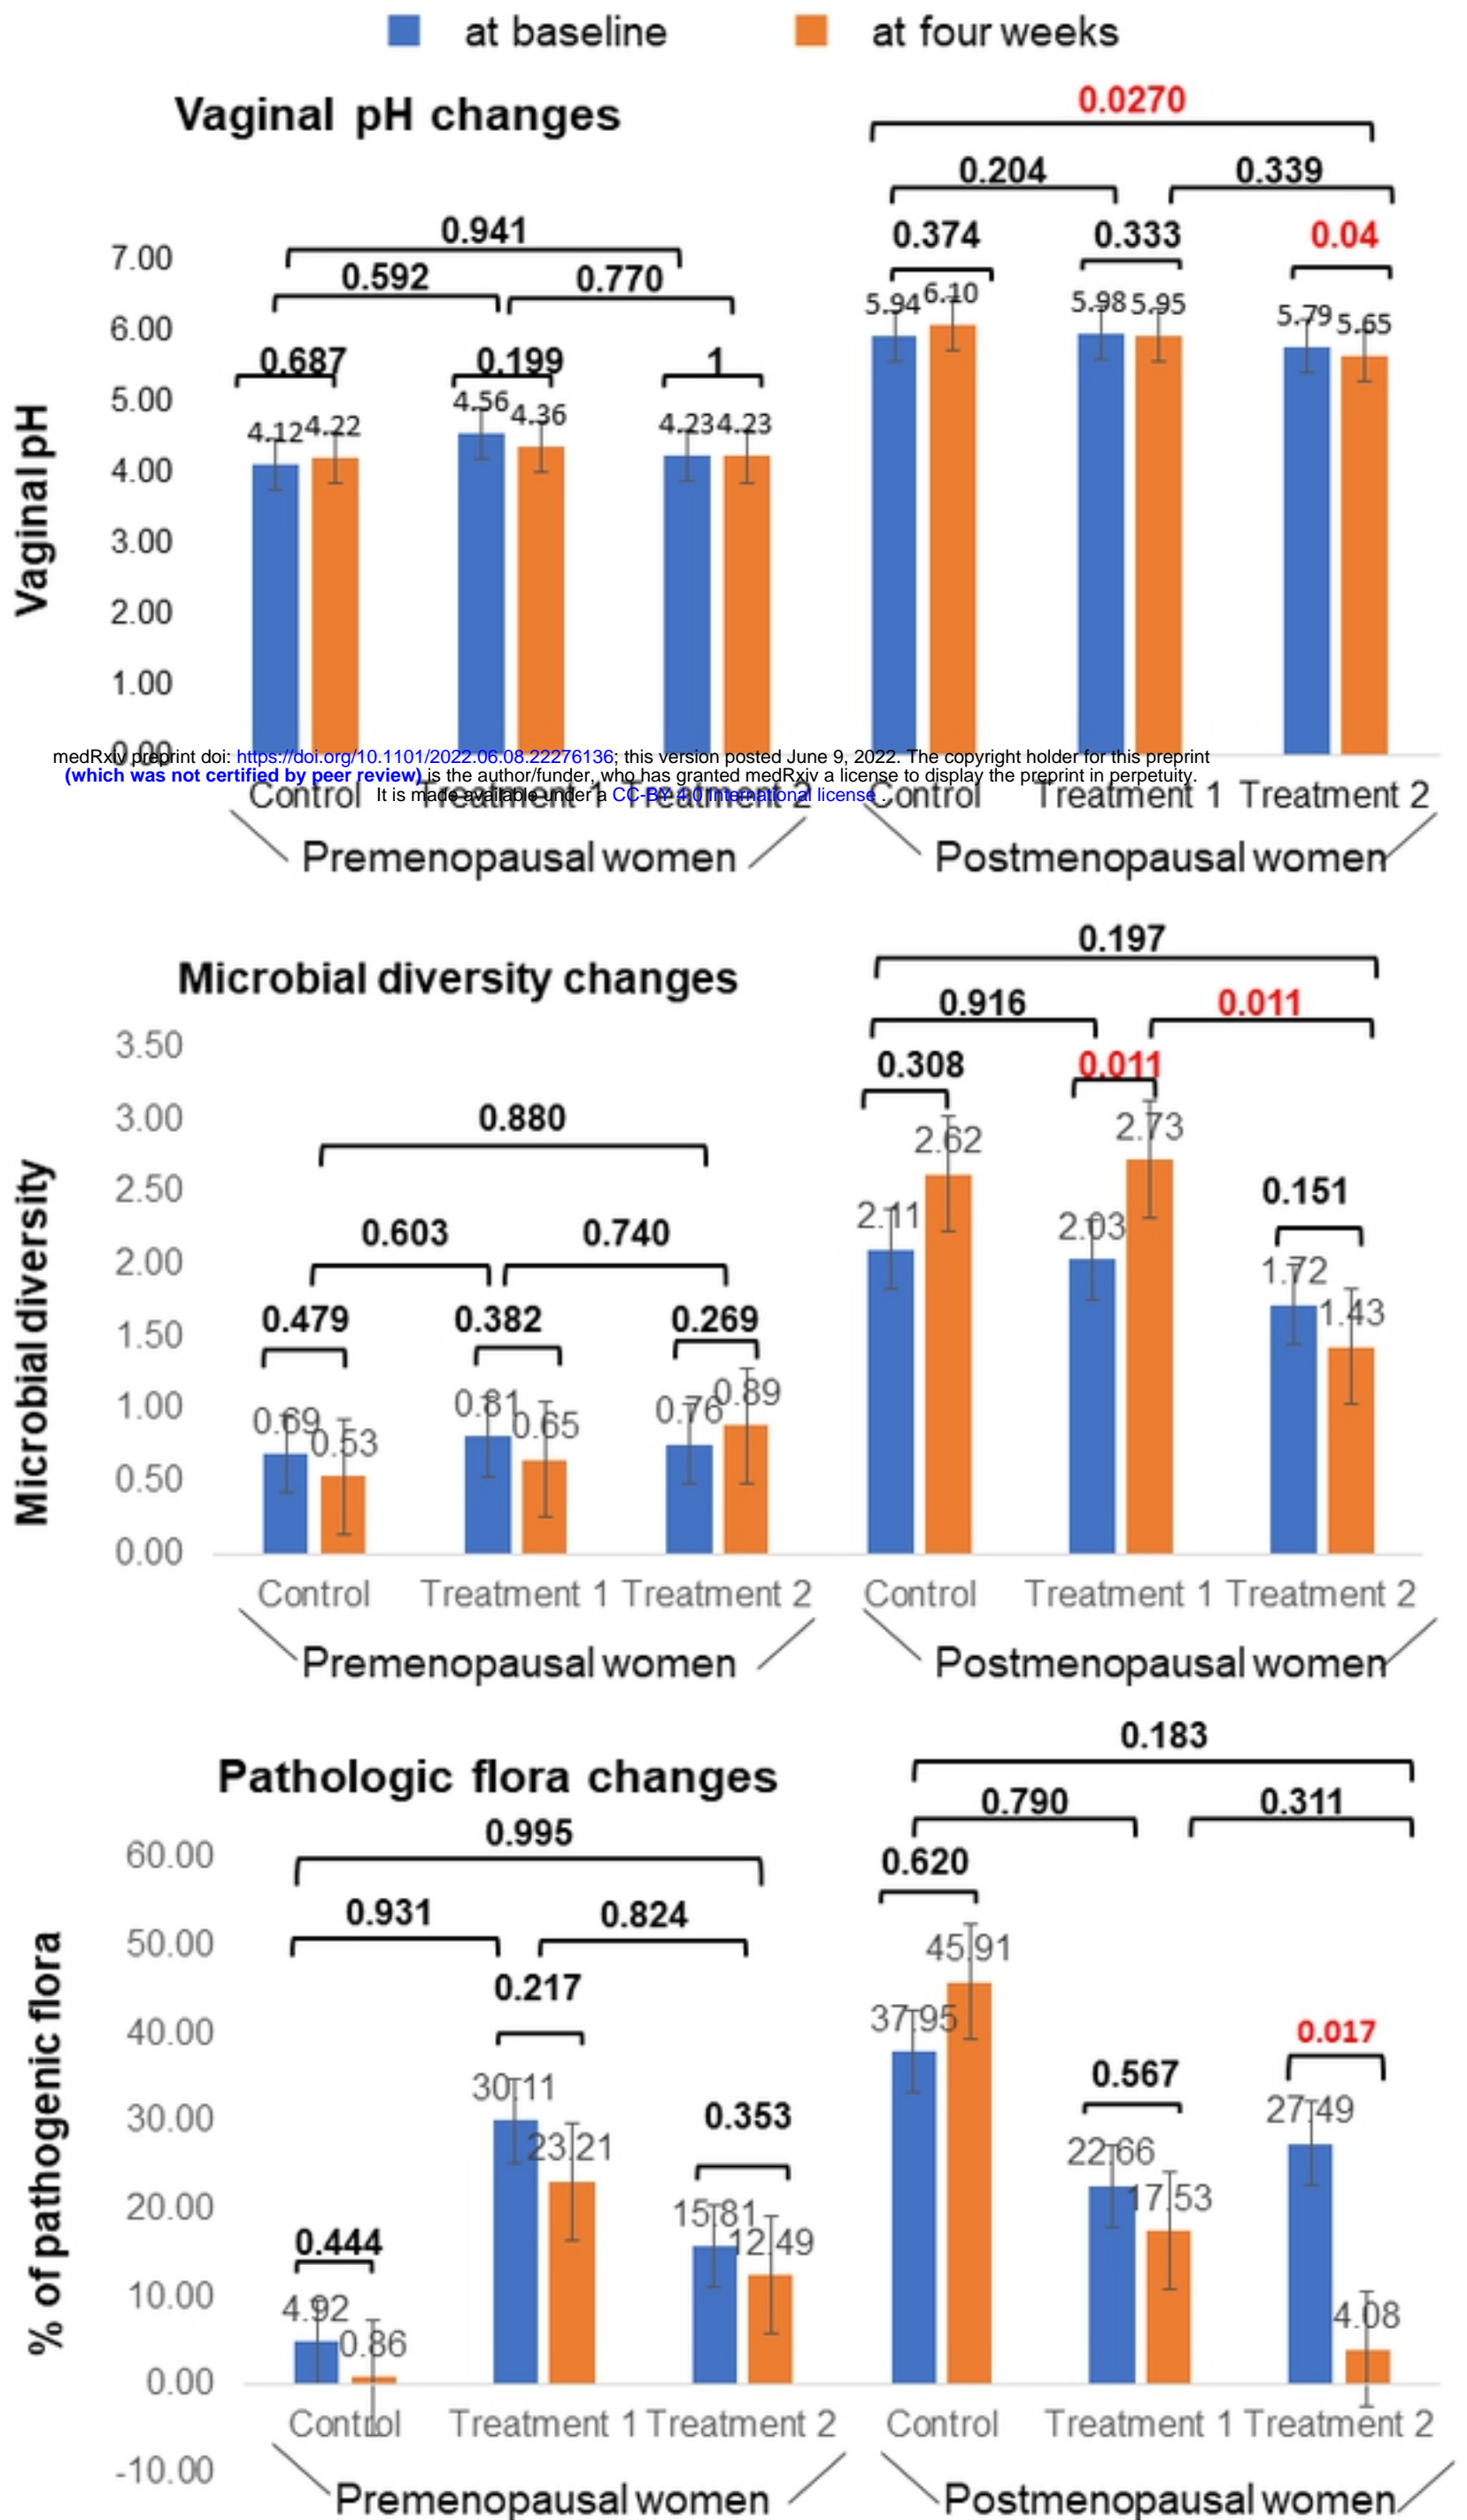 at baseline at four weeks
Vaginal pH changes
0.0270
0.204 0.339
0.941
0.374 0.333 0.04
7.00
0.592 0.770
6.00
5.94 6.10 5.98 5.95 5.79 5.65
0.687 0.199 1
5.00
4.12 4.22 4.56 4.36 4.23 4.23
4.00
3.00
2.00
1.00
0.00
Vaginal pH
medRxiv preprint doi: https://doi.org/10.1101/2022.06.08.22276136; this version posted June 9, 2022. The copyright holder for this preprint
(which was not certified by peer review) is the author/funder, who has granted medRxiv a license to display the preprint in perpetuity.
It is made available under a CC-BY 4.0 International license .
Control Treatment 1 Treatment 2 Control Treatment 1 Treatment 2
Premenopausal women Postmenopausal women
Microbial diversity changes
0.197
0.916 0.011
3.50
0.308 0.011
3.00
0.880
2.62 2.73
2.50
0.151
0.603 0.740
2.11 2.03
2.00
1.72 1.43
0.479 0.382 0.269
1.50
1.00
0.69 0.53 0.81 0.65 0.76 0.89
0.50
0.00
Microbial diversity
Control Treatment 1 Treatment 2 Control Treatment 1 Treatment 2
Premenopausal women Postmenopausal women
Pathologic flora changes
0.183
0.790 0.311
0.995
60.00
0.620
0.931 0.824
50.00
45.91
0.217
40.00
37.95
0.017
0.567
30.11
0.353
30.00
27.49
23.21
22.66
17.53
20.00
15.81
12.49
0.444
10.00
4.92
0.86
4.08
0.00
-10.00
% of pathogenic flora
Control Treatment 1 Treatment 2 Control Treatment 1 Treatment 2
Premenopausal women Postmenopausal women